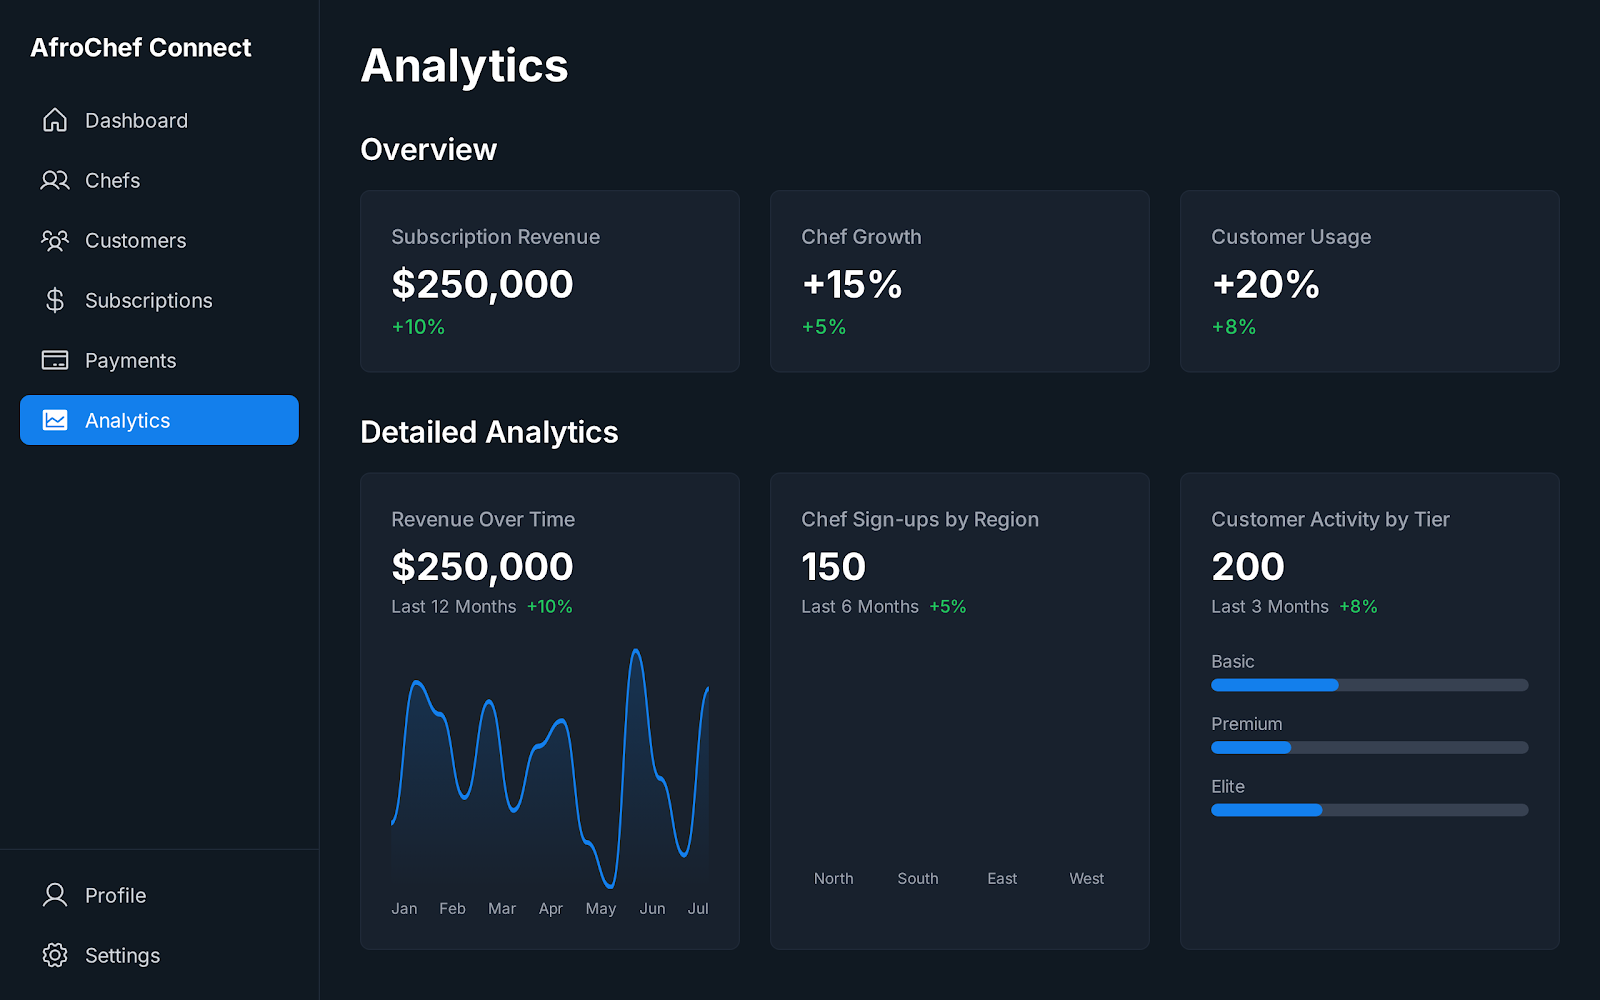 AfroChef Connect
Dashboard
Chefs
Customers
Subscriptions
Payments
Analytics
Profile
Settings
Analytics
Overview
Subscription Revenue
$250,000
+10%
Chef Growth
+15%
+5%
Customer Usage
+20%
+8%
Detailed Analytics
Revenue Over Time
$250,000
Last 12 Months +10%
Jan Feb Mar Apr May Jun Jul
Chef Sign-ups by Region
150
Last 6 Months +5%
North South East West
Customer Activity by Tier
200
Last 3 Months +8%
Basic
Premium
Elite